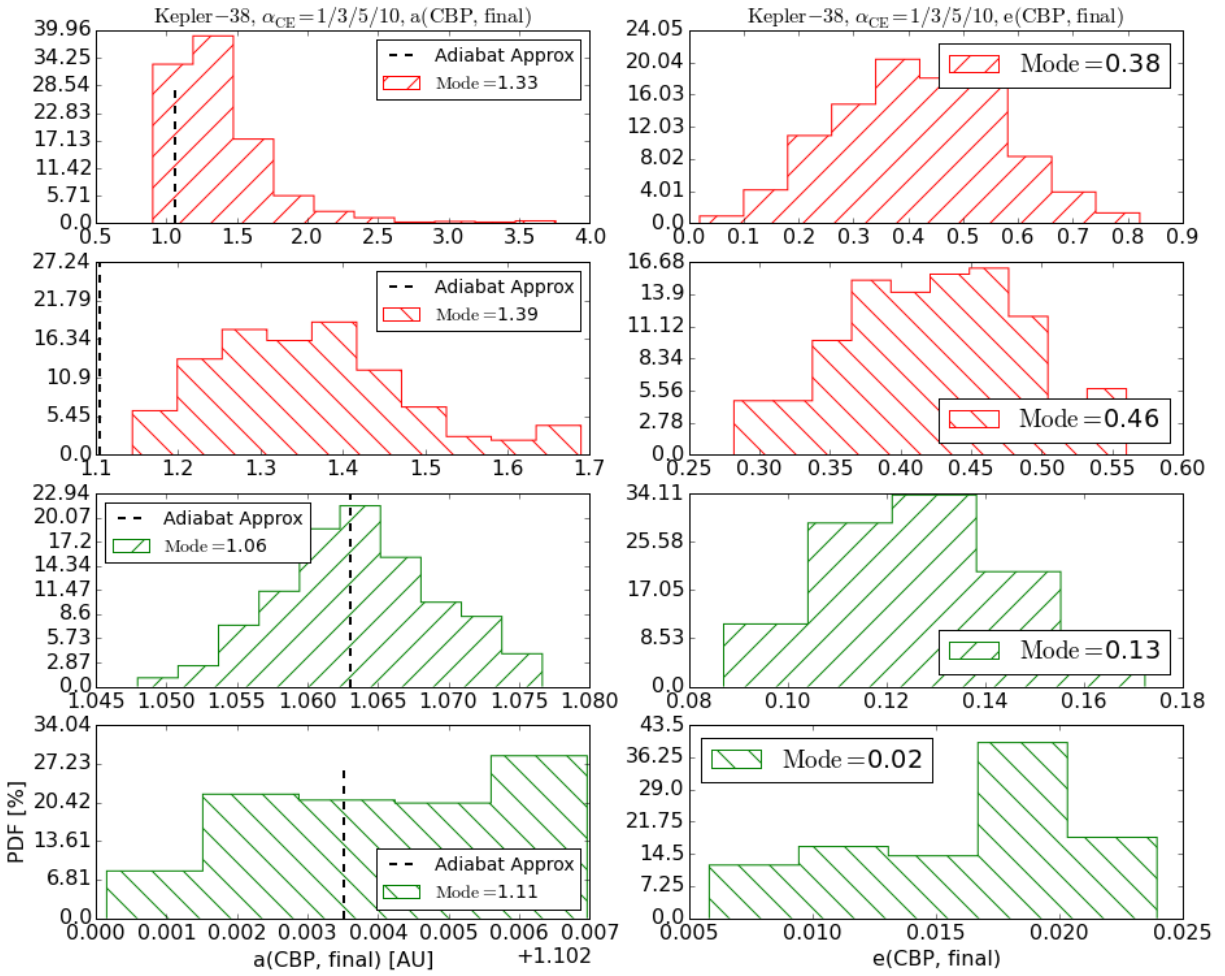 Kepler−38, αCE=1/3/5/10, a(CBP, final)
39.96
34.25
28.54
22.83
17.13
11.42
5.71
0.0
0.5 1.0 1.5 2.0 2.5 3.0 3.5 4.0
Adiabat Approx
Mode=1.33
Kepler−38, αCE=1/3/5/10, e(CBP, final)
24.05
20.04
16.03
12.03
8.02
4.01
0.0
0.0 0.1 0.2 0.3 0.4 0.5 0.6 0.7 0.8 0.9
Mode=0.38
27.24
21.79
16.34
10.9
5.45
0.0
1.1 1.2 1.3 1.4 1.5 1.6 1.7
Adiabat Approx
Mode=1.39
16.68
13.9
11.12
8.34
5.56
2.78
0.0
0.25 0.30 0.35 0.40 0.45 0.50 0.55 0.60
Mode=0.46
22.94
20.07
17.2
14.34
11.47
8.6
5.73
2.87
0.0
1.045 1.050 1.055 1.060 1.065 1.070 1.075 1.080
Adiabat Approx
Mode=1.06
34.11
25.58
17.05
8.53
0.0
0.08 0.10 0.12 0.14 0.16 0.18
Mode=0.13
PDF [%]
34.04
27.23
20.42
13.61
6.81
0.0
0.000 0.001 0.002 0.003 0.004 0.005 0.006 0.007
Adiabat Approx
Mode=1.11
a(CBP, final) [AU]
+1.102
43.5
36.25
29.0
21.75
14.5
7.25
0.0
0.005 0.010 0.015 0.020 0.025
Mode=0.02
e(CBP, final)